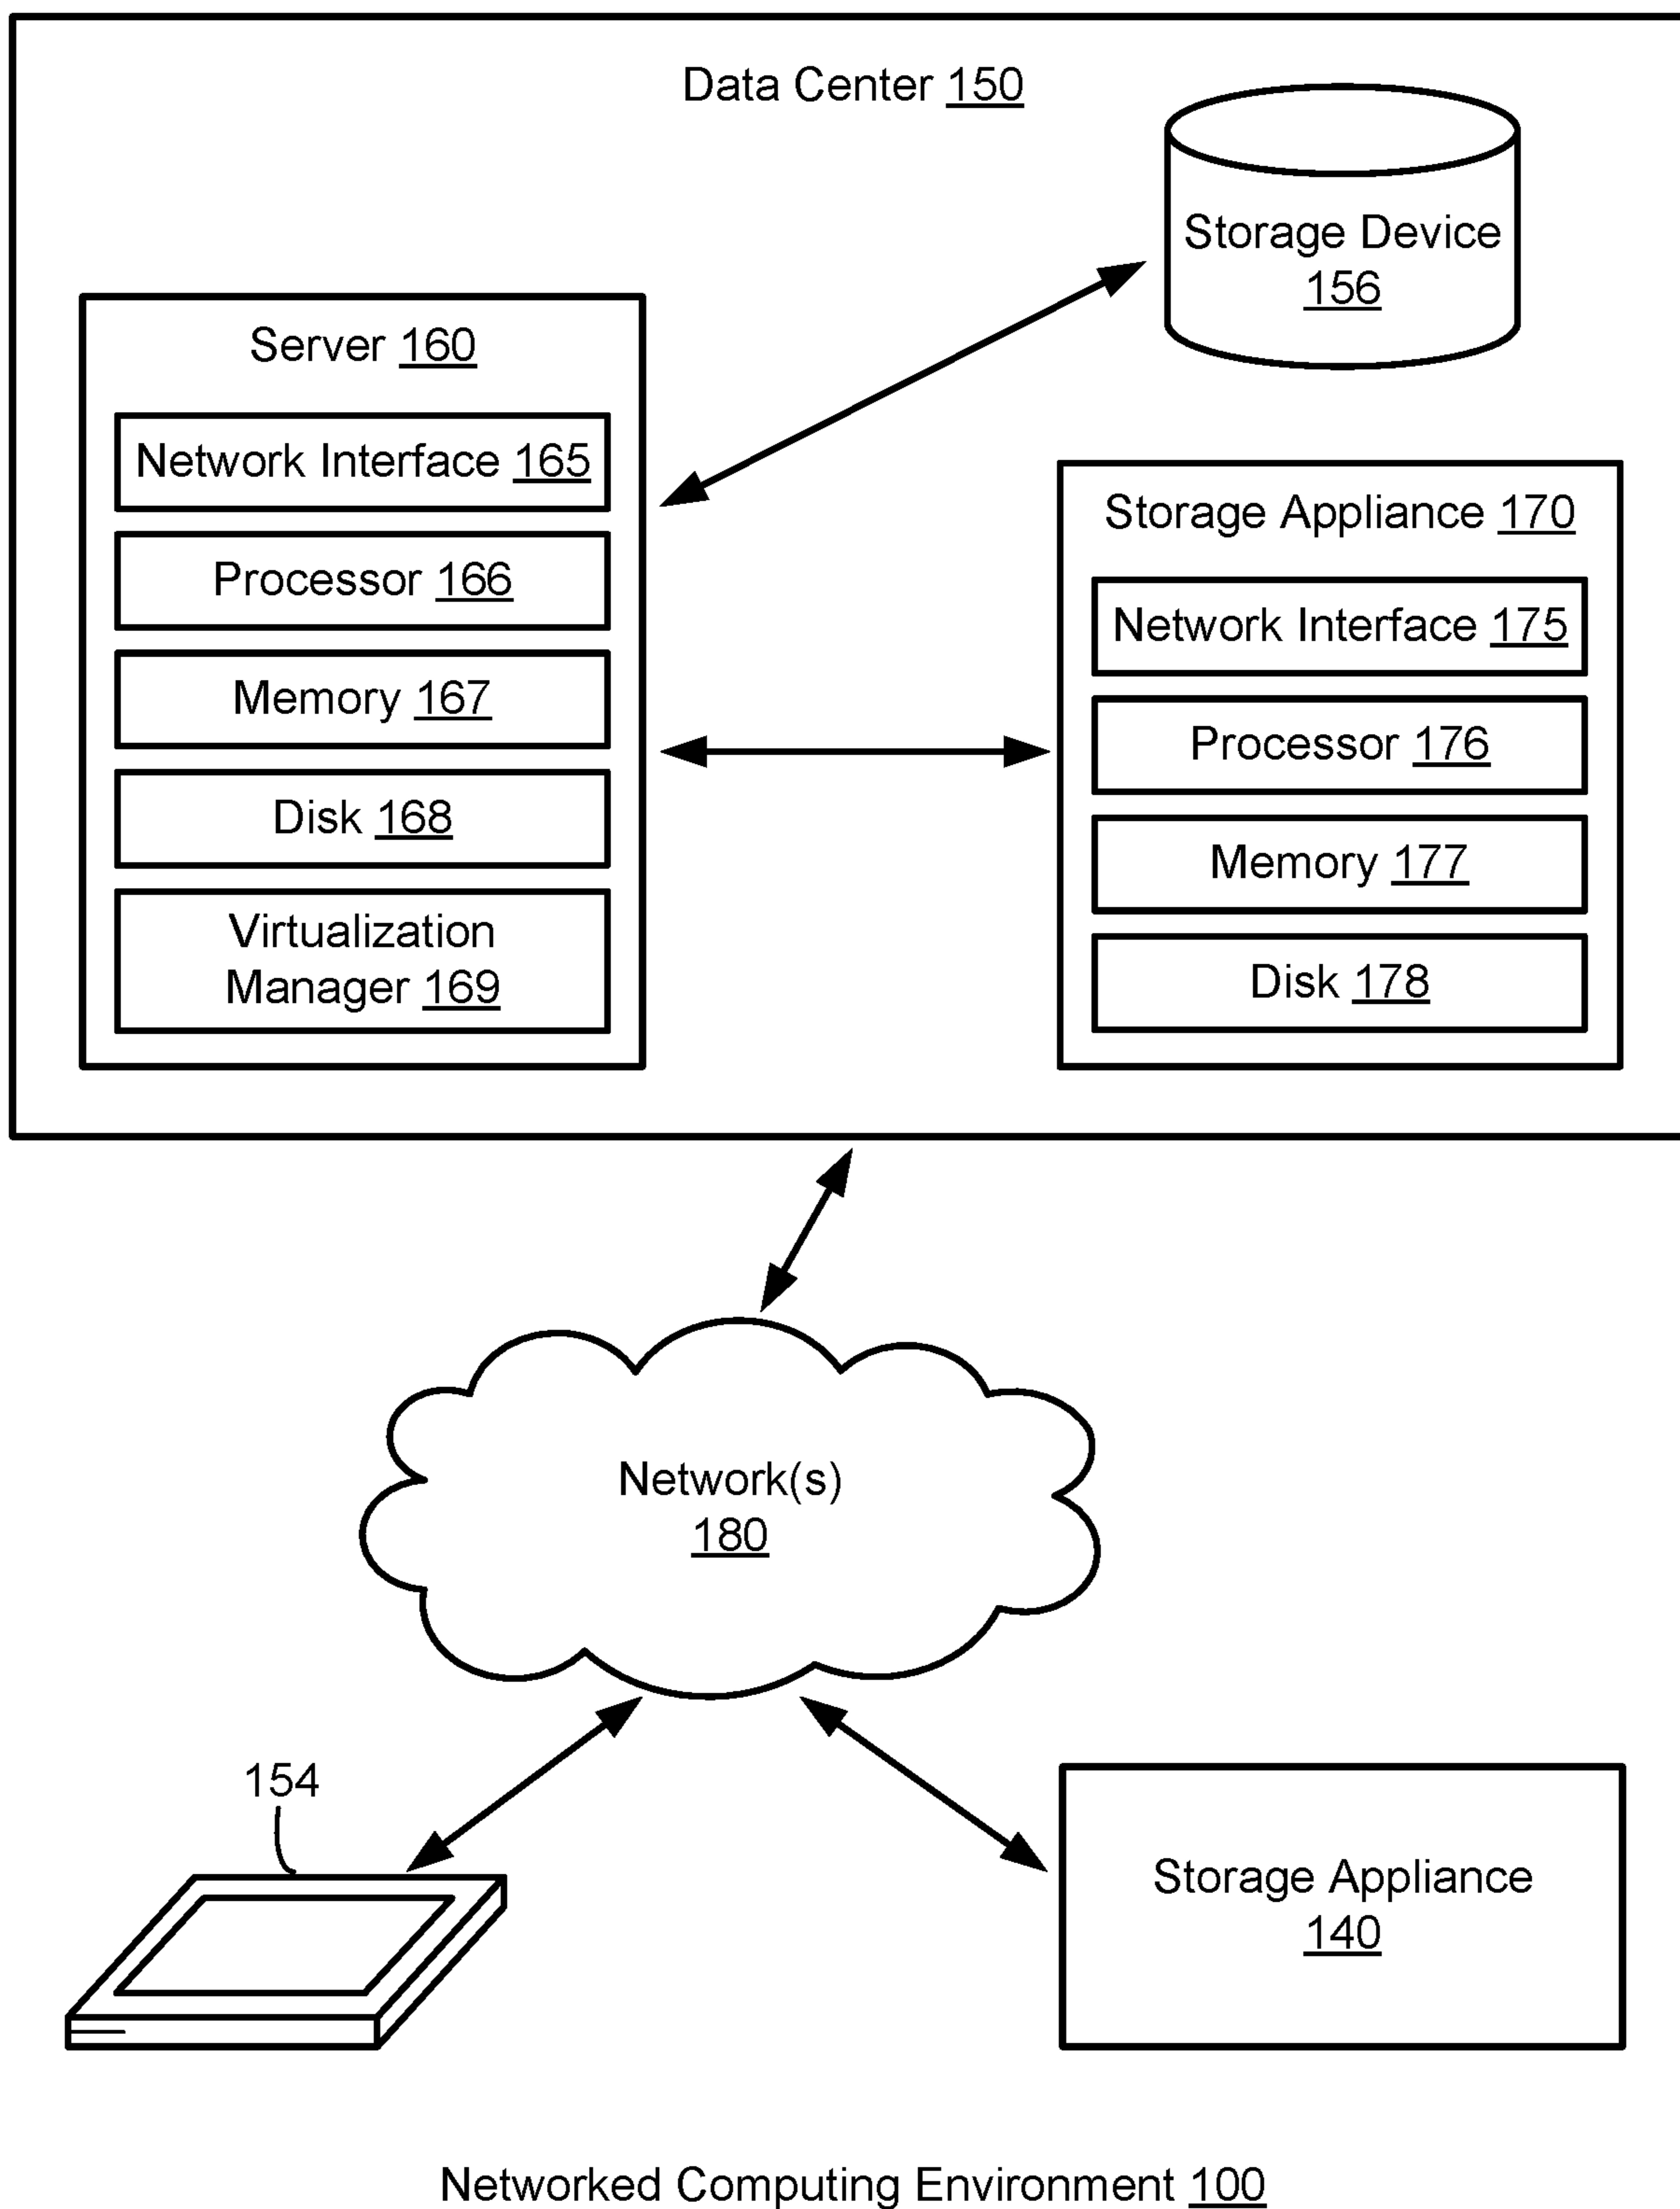 Data Center 150
Storage Device
156
Server 160
Network Interface 165
Processor 166
Memory 167
Disk 168
Virtualization
Manager 169
Storage Appliance 170
Network Interface 175
Processor 176
Memory 177
Disk 178
Network(s)
180
154
Storage Appliance
140
Networked Computing Environment 100